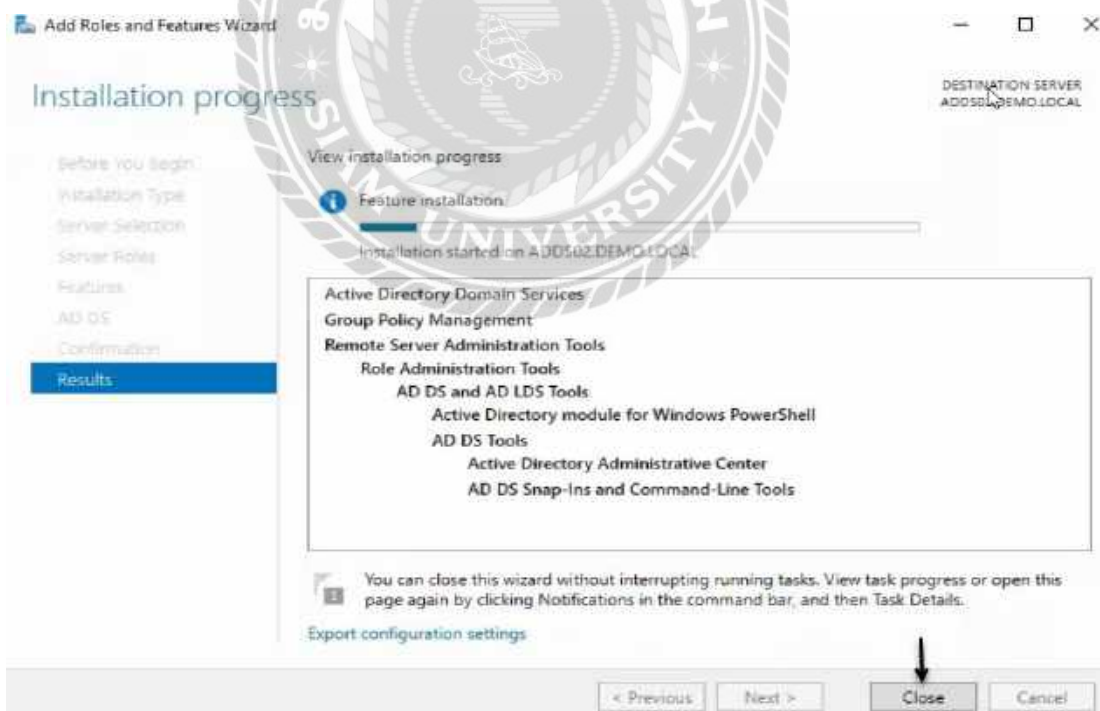 Add Roles and Features Wizard
Installation progress
DESTINATION SERVER
ADDS02.DEMO.LOCAL
Before You Begin
Installation Type
Server Selection
Server Roles
Features
AD DS
Confirmation
Results
View installation progress
Feature installation
Installation started on ADDS02.DEMO.LOCAL
Active Directory Domain Services
Group Policy Management
Remote Server Administration Tools
Role Administration Tools
AD DS and AD LDS Tools
Active Directory module for Windows PowerShell
AD DS Tools
Active Directory Administrative Center
AD DS Snap-Ins and Command-Line Tools
You can close this wizard without interrupting running tasks. View task progress or open this
page again by clicking Notifications in the command bar, and then Task Details.
Export configuration settings
< Previous
Next >
Close
Cancel
SIAM UNIVERSITY